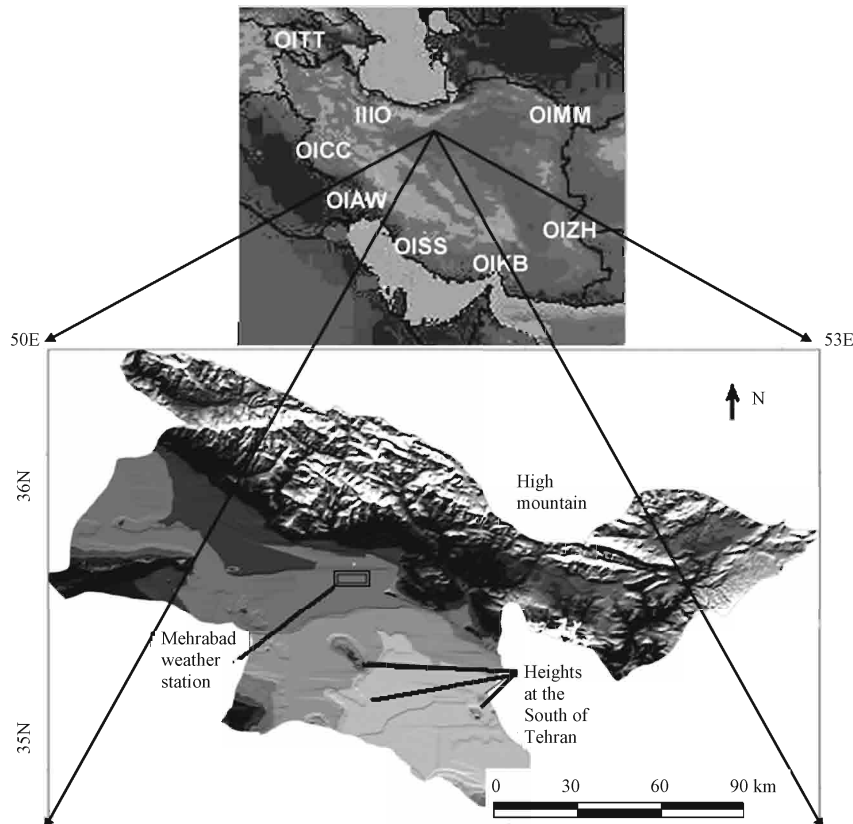 OITT
IIIO
OIMM
OICC
OIAW
OIZH
OISS
OIKB
50E
53E
N
36N
High
mountain
Mehrabad
weather
station
Heights
at the
South of
Tehran
35N
0 30 60 90 km